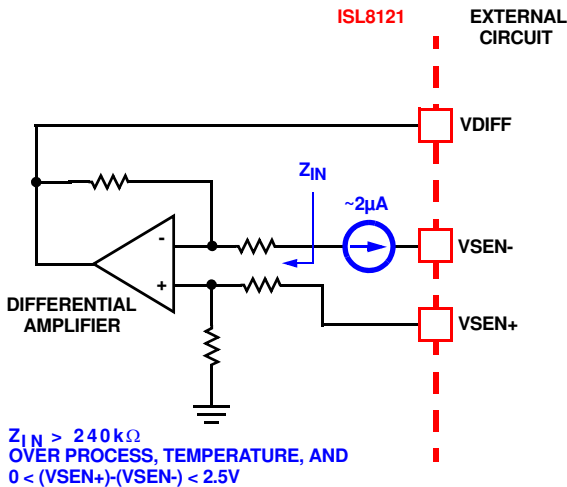 ISL8121
EXTERNAL
CIRCUIT
VDIFF
ZIN
~2µA
-
VSEN-
+
VSEN+
DIFFERENTIAL
AMPLIFIER
ZIN > 240kΩ
OVER PROCESS, TEMPERATURE, AND
0 < (VSEN+)-(VSEN-) < 2.5V